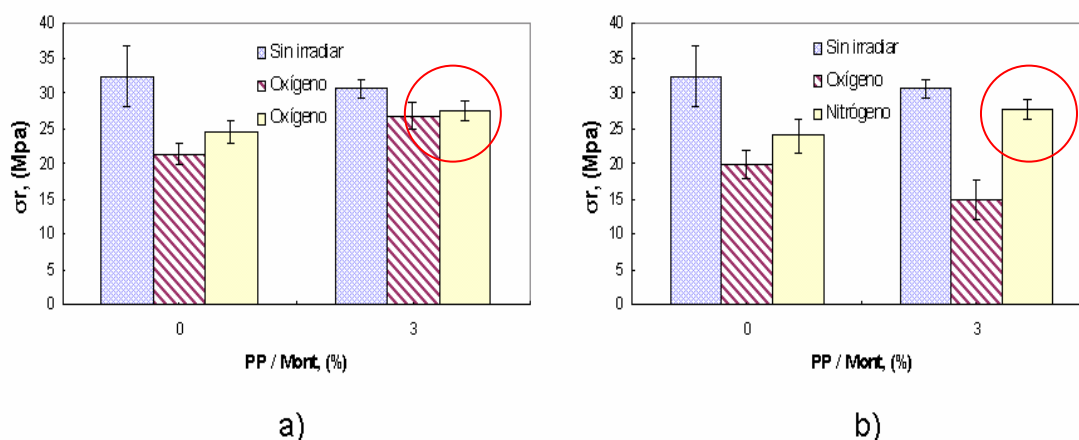 40
35
30
25
20
15
10
5
0
σr, (Mpa)
Sin irradiar
Oxígeno
Oxígeno
0 3
PP / Mont, (%)
a)
40
35
30
25
20
15
10
5
0
σr, (Mpa)
Sin irradiar
Oxígeno
Nitrógeno
0 3
PP / Mont, (%)
b)